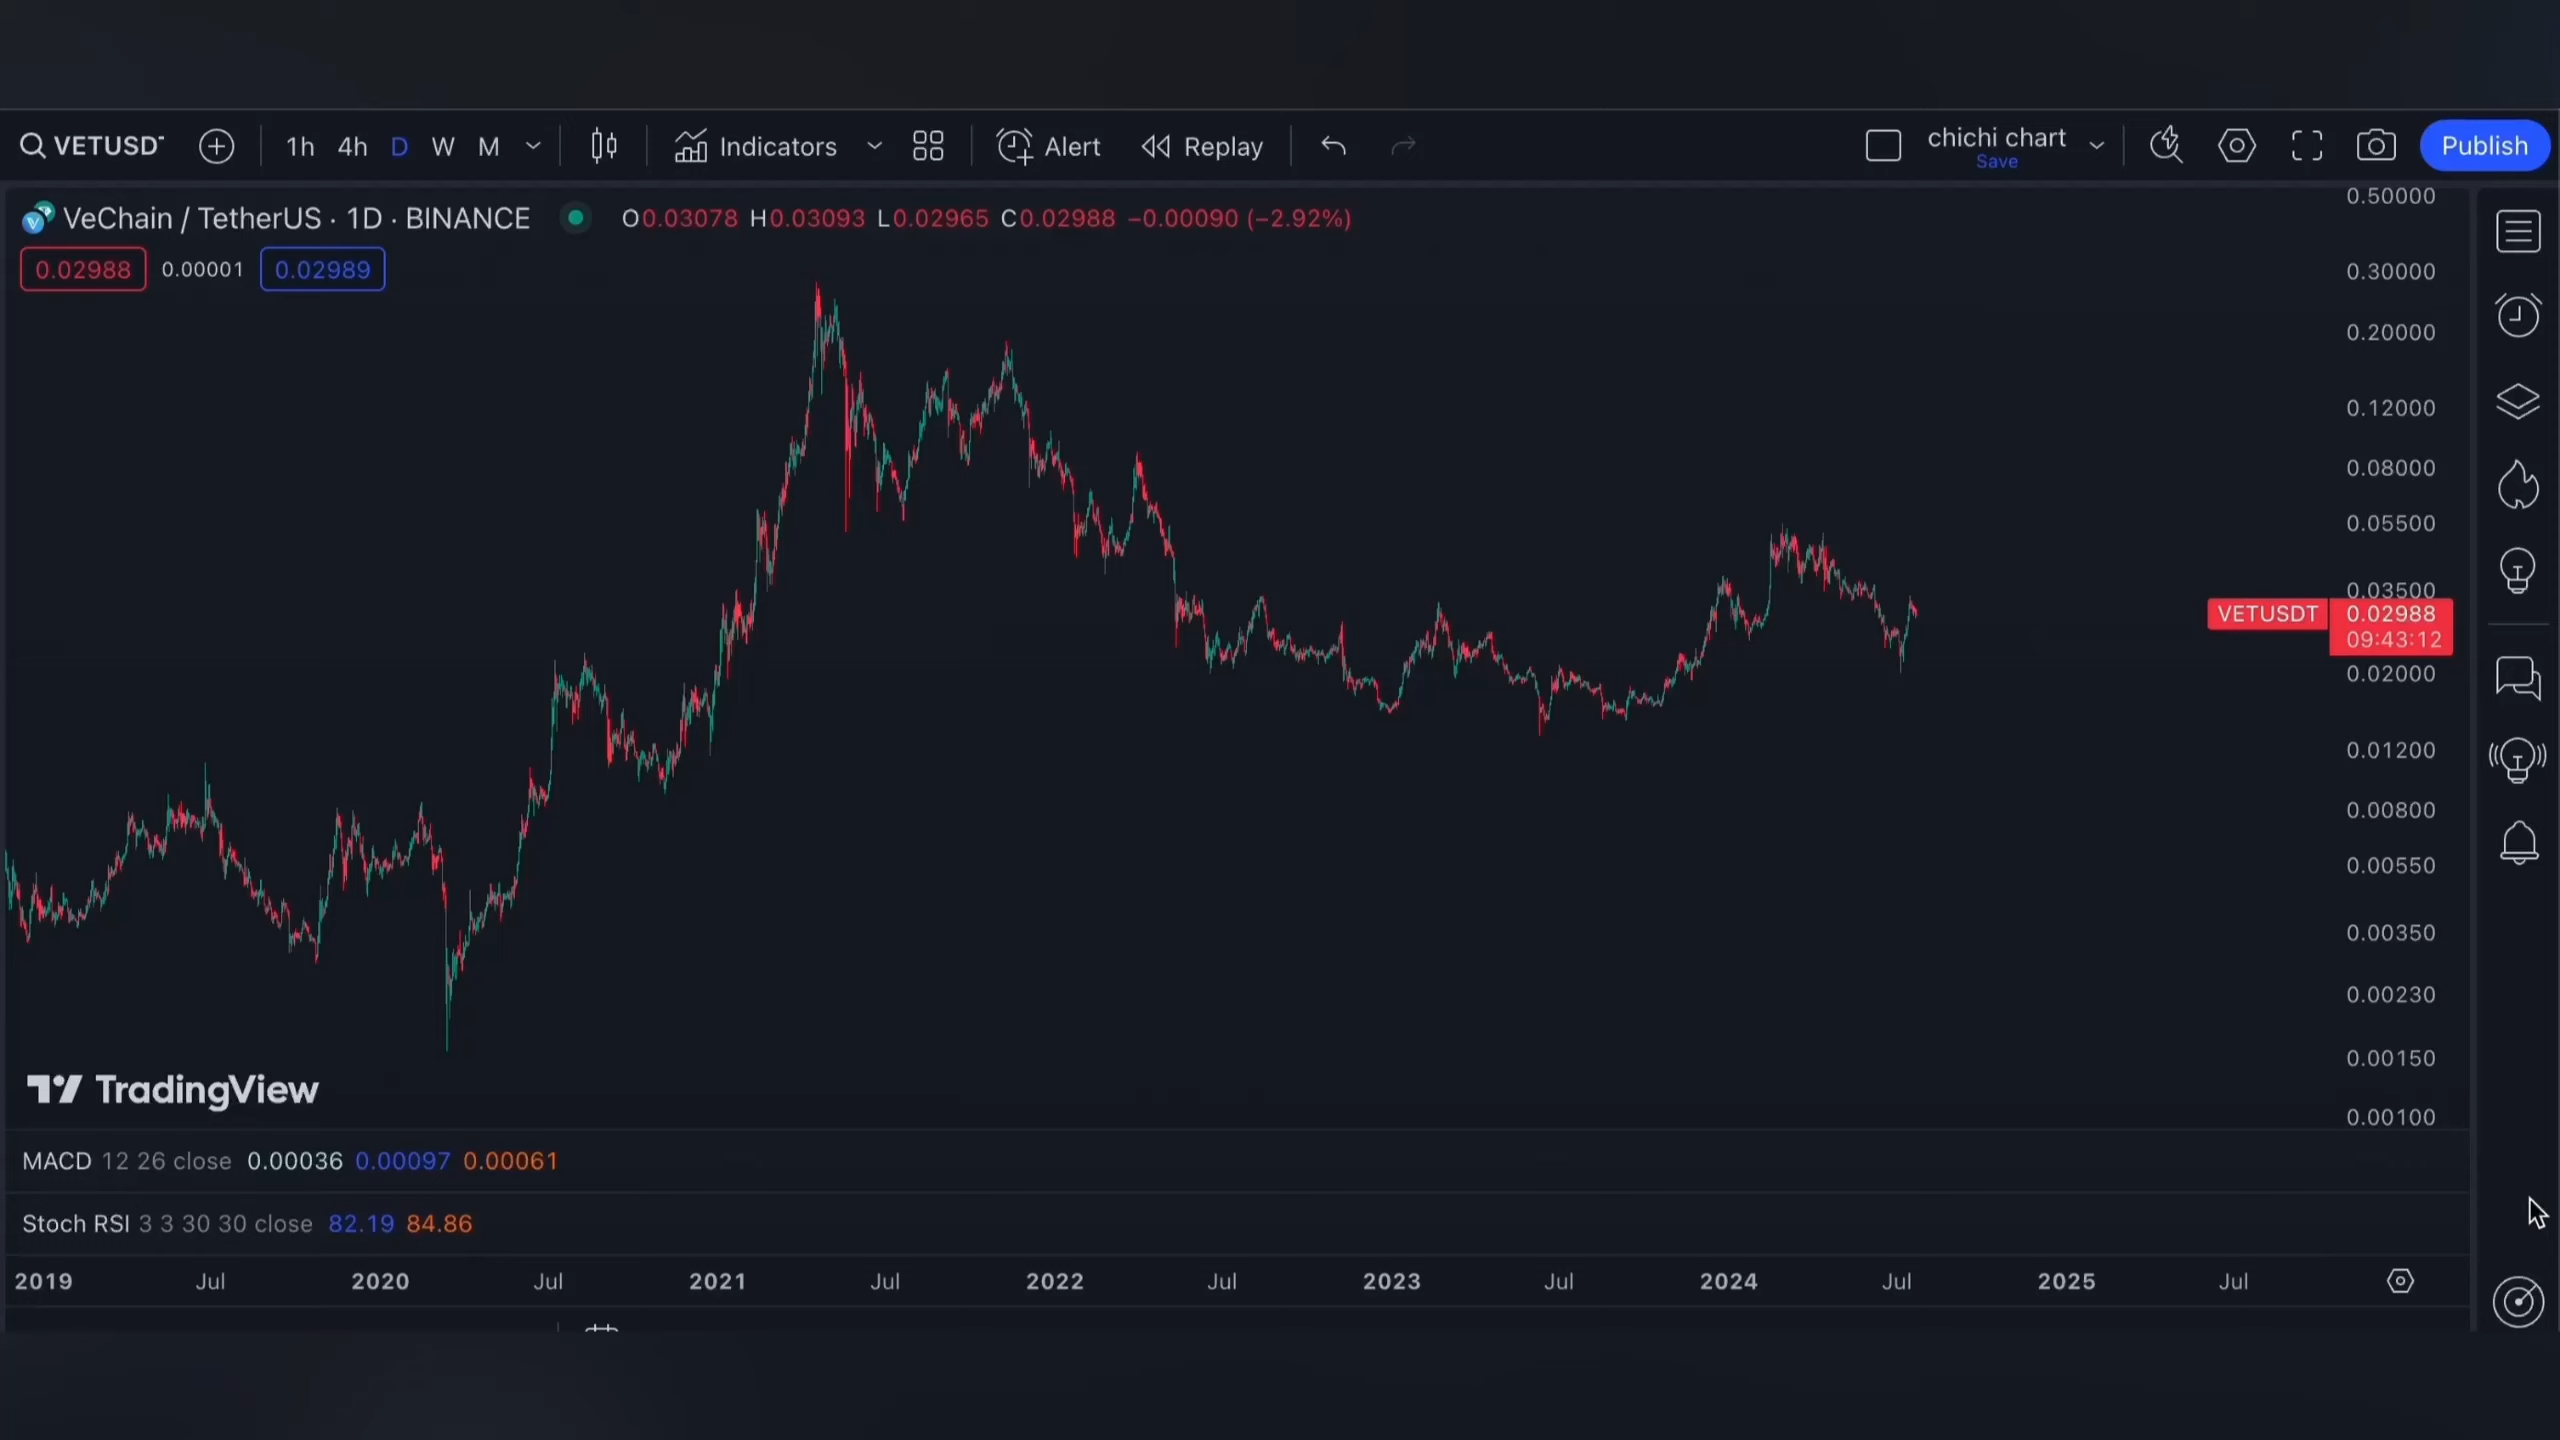 VETUSDT 1h 4h D W M Indicators Alert Replay chichi chart Publish
Save
VeChain / TetherUS · 1D · BINANCE O0.03078 H0.03093 L0.02965 C0.02988 −0.00090 (−2.92%)
0.02988 0.00001 0.02989
0.50000
0.30000
0.20000
0.12000
0.08000
0.05500
0.03500
VETUSDT 0.02988
09:43:12
0.02000
0.01200
0.00800
0.00550
0.00350
0.00230
0.00150
0.00100
TradingView
MACD 12 26 close 0.00036 0.00097 0.00061
Stoch RSI 3 3 30 30 close 82.19 84.86
2019 Jul 2020 Jul 2021 Jul 2022 Jul 2023 Jul 2024 Jul 2025 Jul